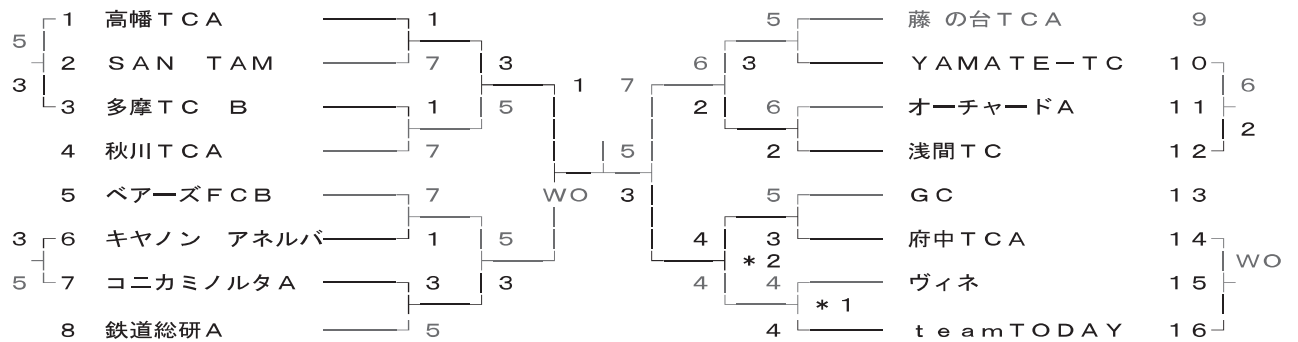 1 高幡TCA 1 5 藤 の台TCA 9
5
2 SAN TAM 7 3 6 3 YAMATE－TC 10
3 1 7 6
3 多摩TC B 1 5 2 6 オーチャードA 11
2
4 秋川TCA 7 5 2 浅間TC 12
5 ベアーズFCB 7 WO 3 5 GC 13
3 6 キヤノン アネルバ 1 5 4 3 府中TCA 14
＊2 WO
5 7 コニカミノルタA 3 3 4 4 ヴィネ 15
＊1
8 鉄道総研A 5 4 teamTODAY 16